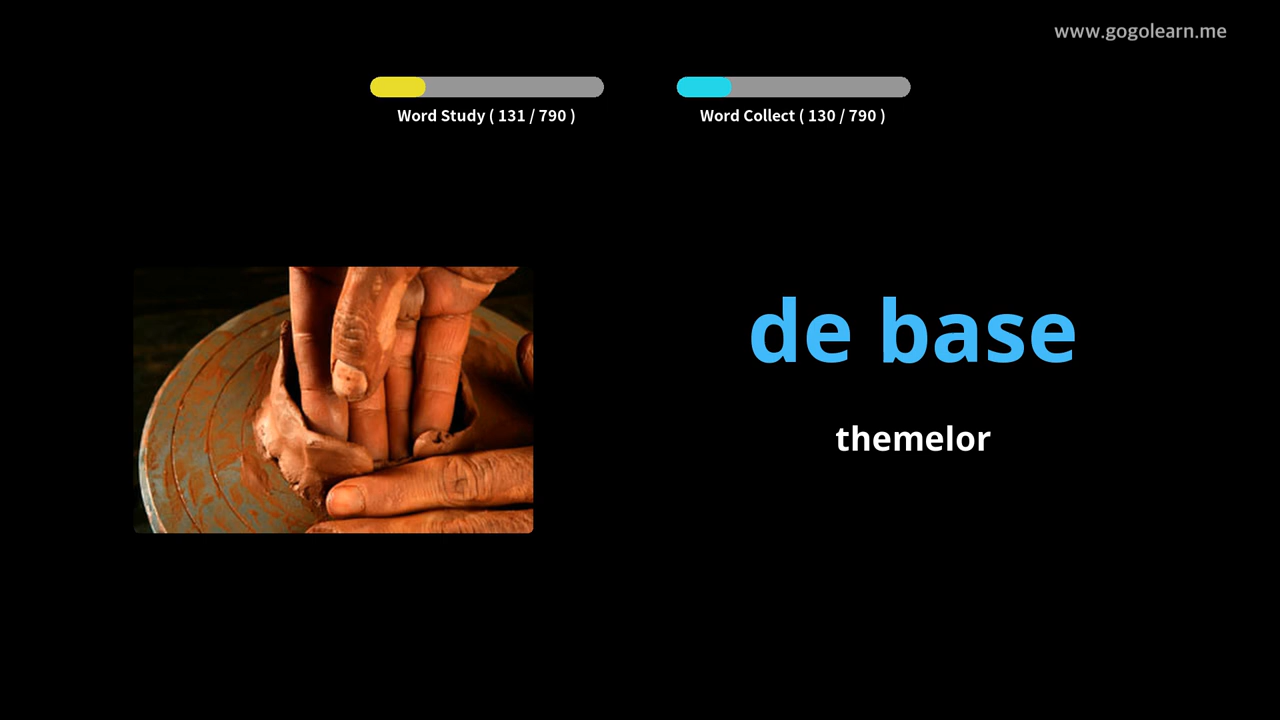 www.gogolearn.me
Word Study ( 131 / 790 )
Word Collect ( 130 / 790 )
de base
themelor